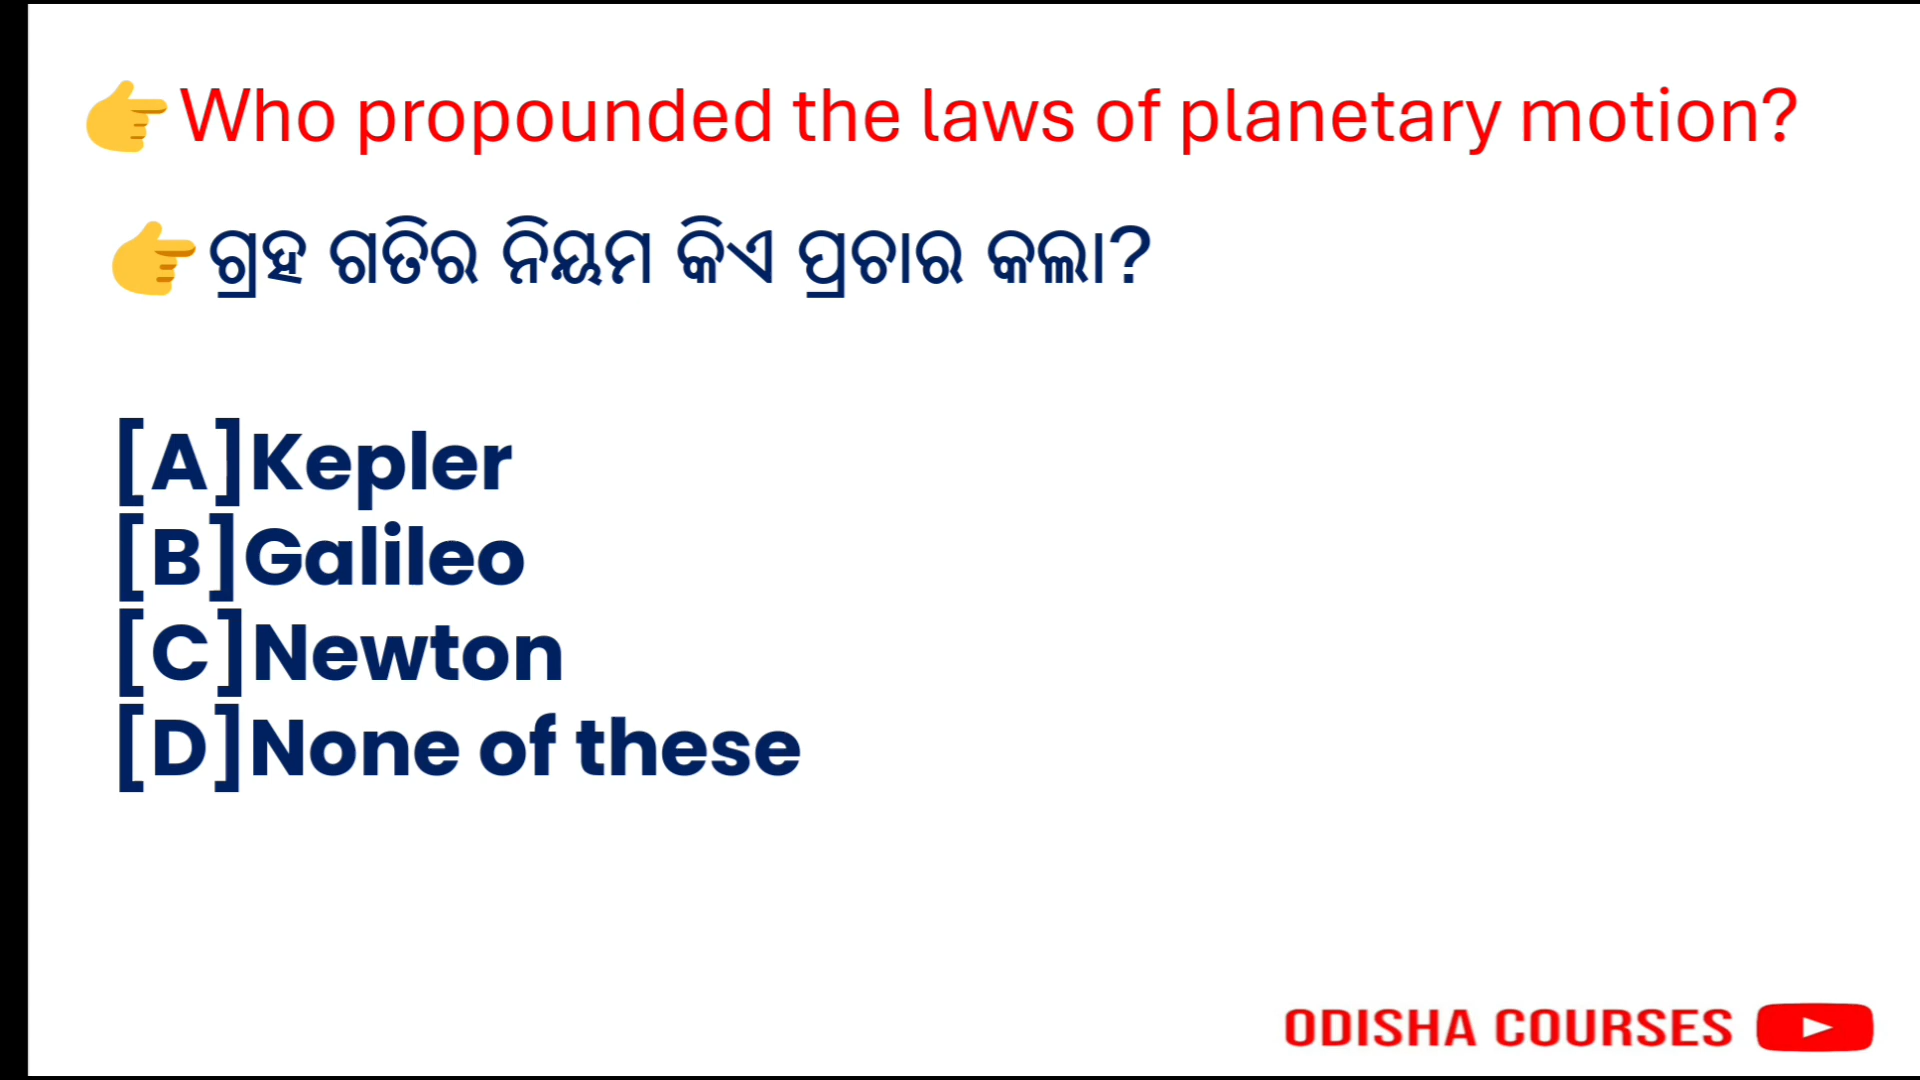 👉Who propounded the laws of planetary motion?
👉ଗ୍ରହ ଗତିର ନିୟମ କିଏ ପ୍ରଚାର କଲା?
[A]Kepler
[B]Galileo
[C]Newton
[D]None of these
ODISHA COURSES